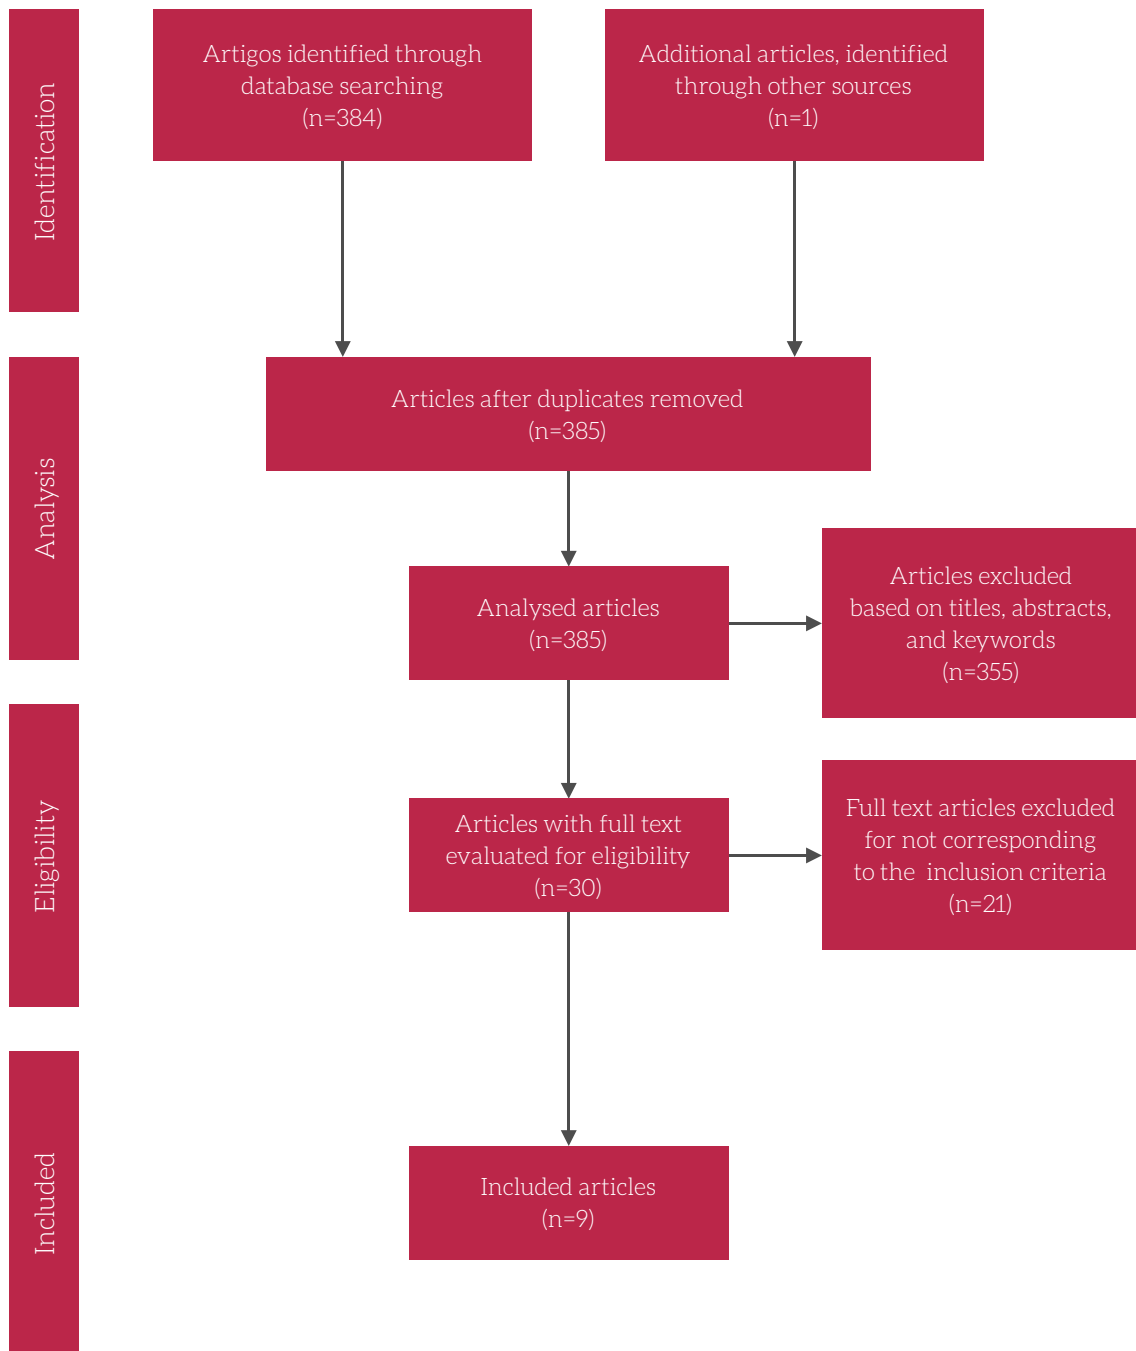 Identification
Artigos identified through
database searching
(n=384)
Additional articles, identified
through other sources
(n=1)
Analysis
Articles after duplicates removed
(n=385)
Analysed articles
(n=385)
Articles excluded
based on titles, abstracts,
and keywords
(n=355)
Eligibility
Articles with full text
evaluated for eligibility
(n=30)
Full text articles excluded
for not corresponding
to the  inclusion criteria
(n=21)
Included
Included articles
(n=9)